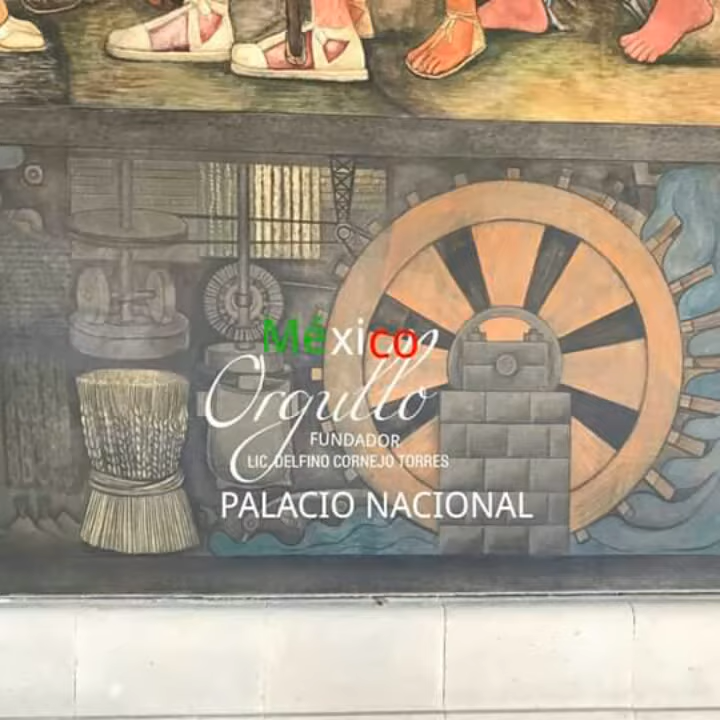 México
Orgullo
FUNDADOR
LIC. DELFINO CORNEJO TORRES
PALACIO NACIONAL